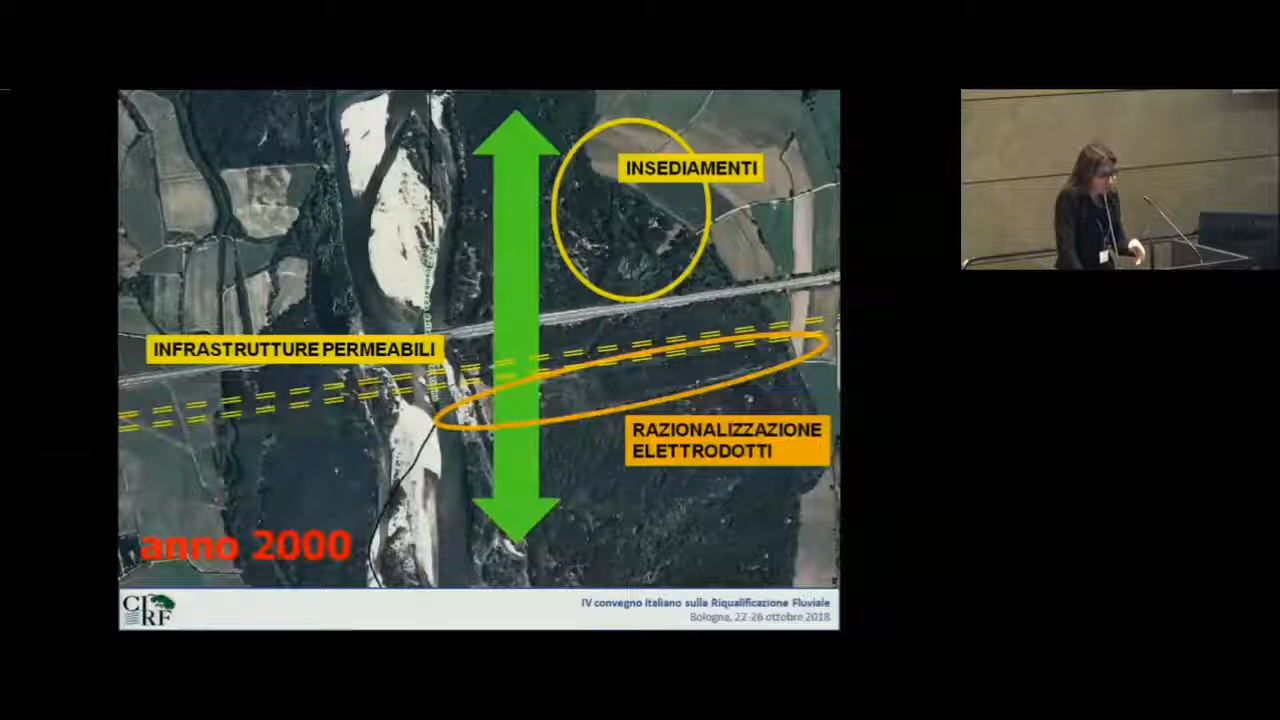 INSEDIAMENTI
INFRASTRUTTURE PERMEABILI
RAZIONALIZZAZIONE
ELETTRODOTTI
anno 2000
CIRF
IV convegno italiano sulla Riqualificazione Fluviale
Bologna, 22-26 ottobre 2018